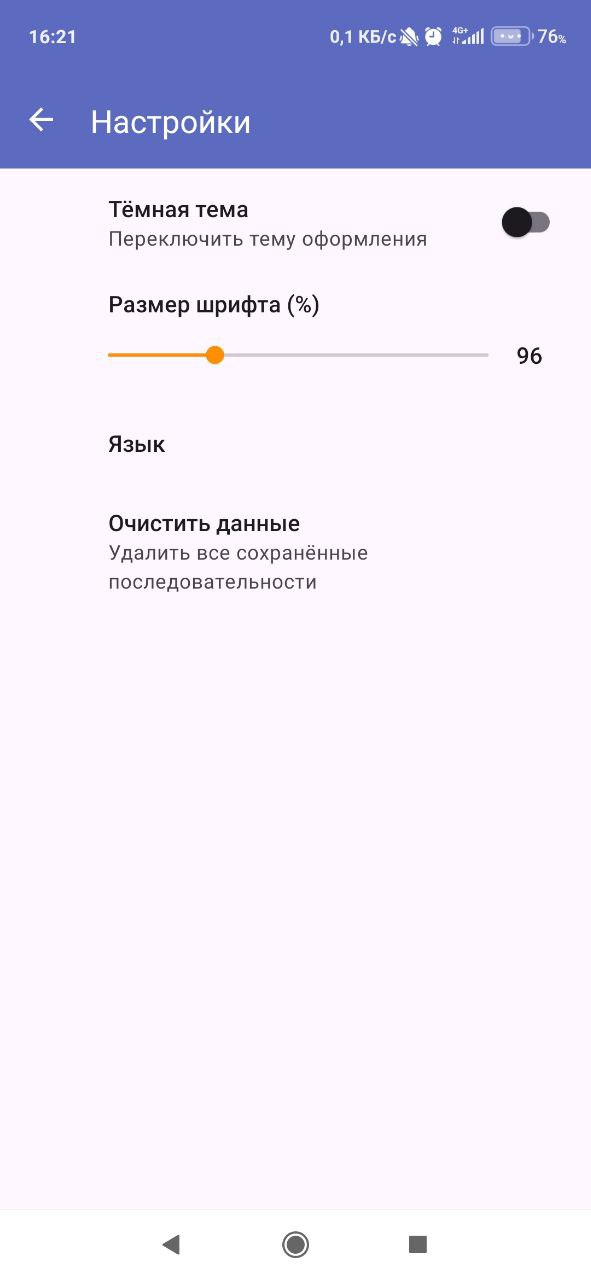 16:21 0,1 КБ/с 4G+ 76%
Настройки
Тёмная тема
Переключить тему оформления
Размер шрифта (%)
96
Язык
Очистить данные
Удалить все сохранённые
последовательности